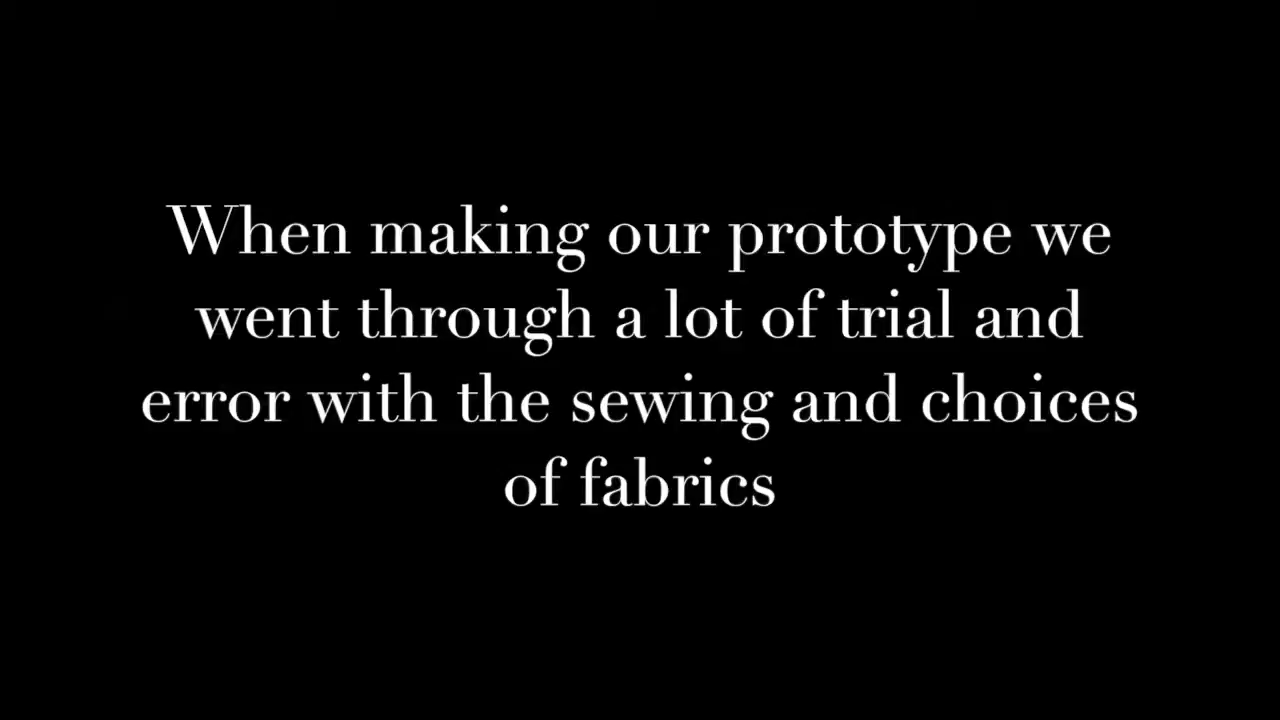 When making our prototype we
went through a lot of trial and
error with the sewing and choices
of fabrics